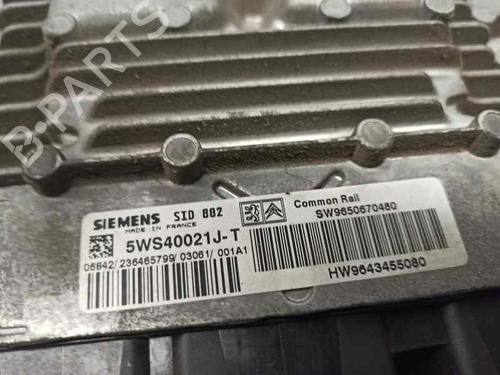 B-PARTS
SIEMENS SID 802
MADE IN FRANCE
Common Rail
SW9650670480
5WS40021J-T
06842/236465799/03061/001A1
HW9643455080